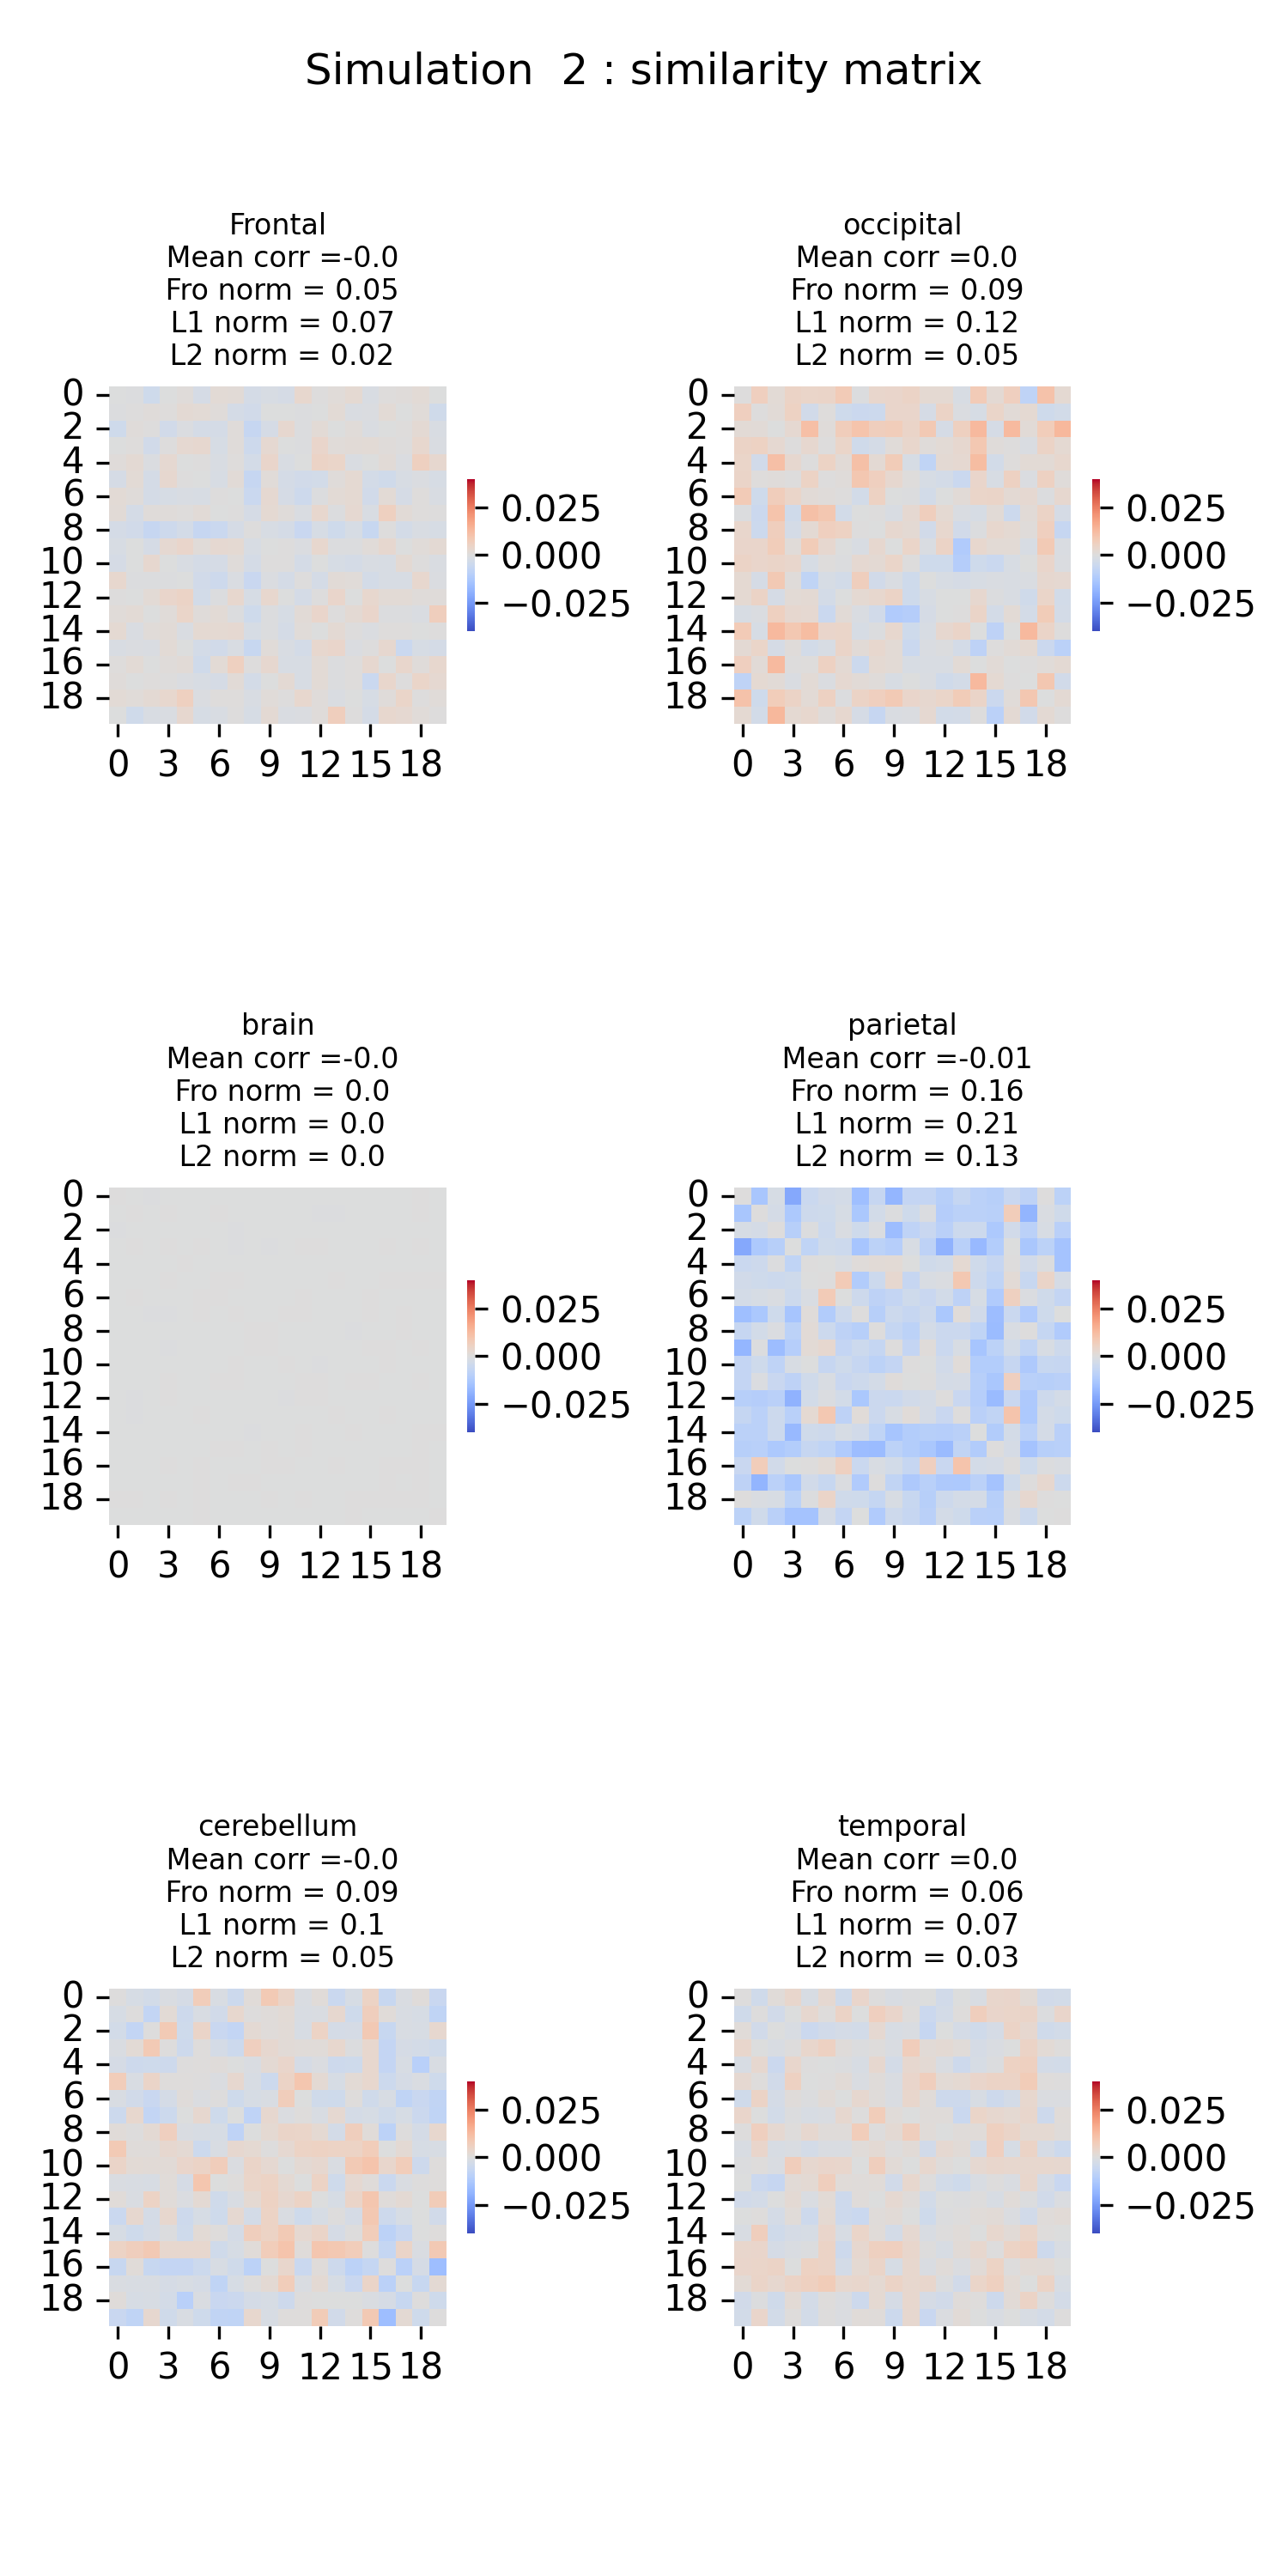 Simulation  2 : similarity matrix
Frontal
Mean corr =-0.0
Fro norm = 0.05
L1 norm = 0.07
L2 norm = 0.02
0
2
4
6
8
10
12
14
16
18
0 3 6 9 12 15 18
0.025
0.000
−0.025
occipital
Mean corr =0.0
Fro norm = 0.09
L1 norm = 0.12
L2 norm = 0.05
0
2
4
6
8
10
12
14
16
18
0 3 6 9 12 15 18
0.025
0.000
−0.025
brain
Mean corr =-0.0
Fro norm = 0.0
L1 norm = 0.0
L2 norm = 0.0
0
2
4
6
8
10
12
14
16
18
0 3 6 9 12 15 18
0.025
0.000
−0.025
parietal
Mean corr =-0.01
Fro norm = 0.16
L1 norm = 0.21
L2 norm = 0.13
0
2
4
6
8
10
12
14
16
18
0 3 6 9 12 15 18
0.025
0.000
−0.025
cerebellum
Mean corr =-0.0
Fro norm = 0.09
L1 norm = 0.1
L2 norm = 0.05
0
2
4
6
8
10
12
14
16
18
0 3 6 9 12 15 18
0.025
0.000
−0.025
temporal
Mean corr =0.0
Fro norm = 0.06
L1 norm = 0.07
L2 norm = 0.03
0
2
4
6
8
10
12
14
16
18
0 3 6 9 12 15 18
0.025
0.000
−0.025